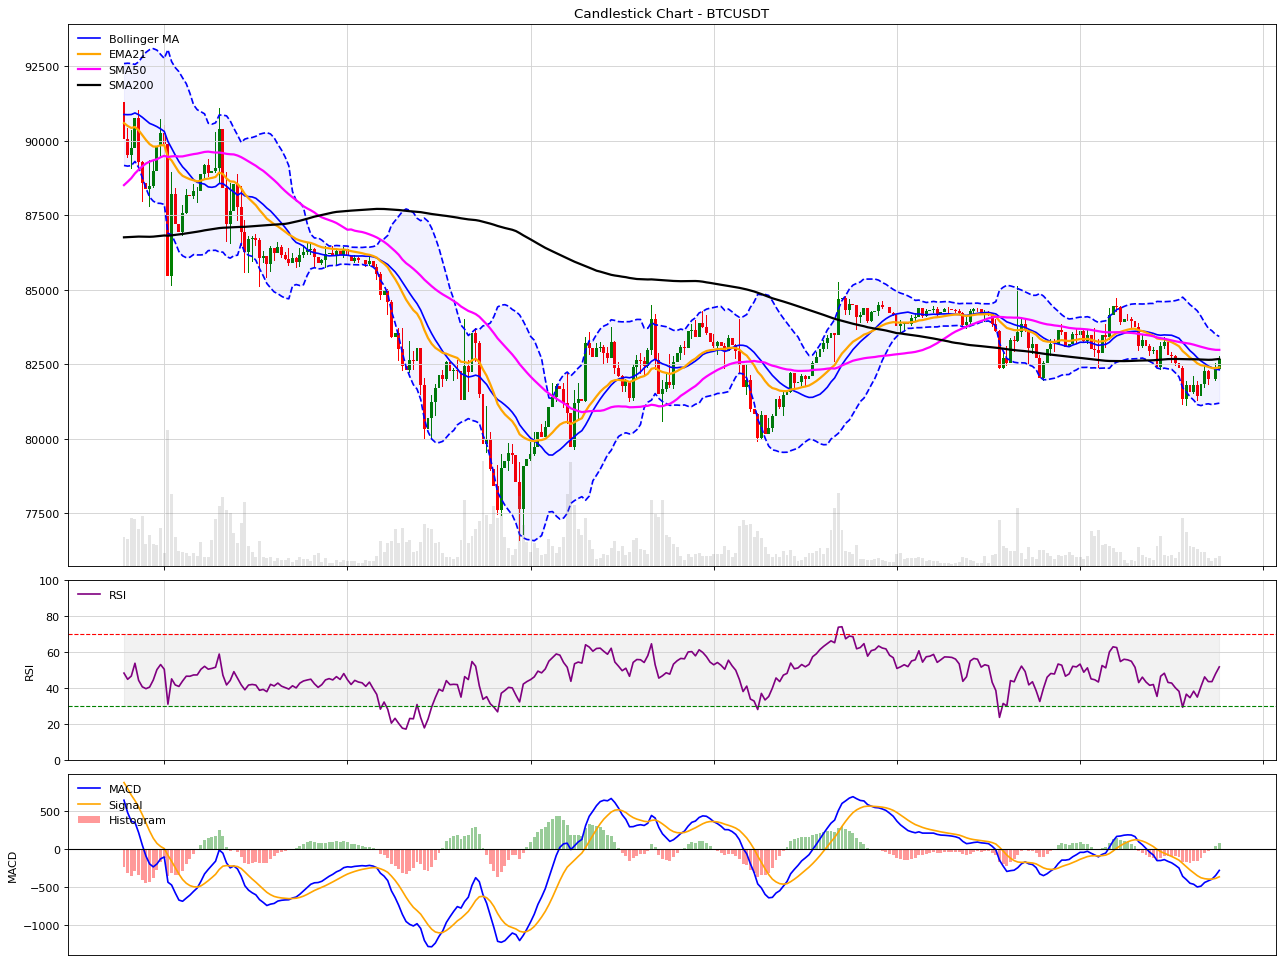 Candlestick Chart - BTCUSDT
Bollinger MA
EMA21
SMA50
SMA200
92500
90000
87500
85000
82500
80000
77500
RSI
RSI
100
80
60
40
20
0
MACD
Signal
Histogram
MACD
500
0
−500
−1000